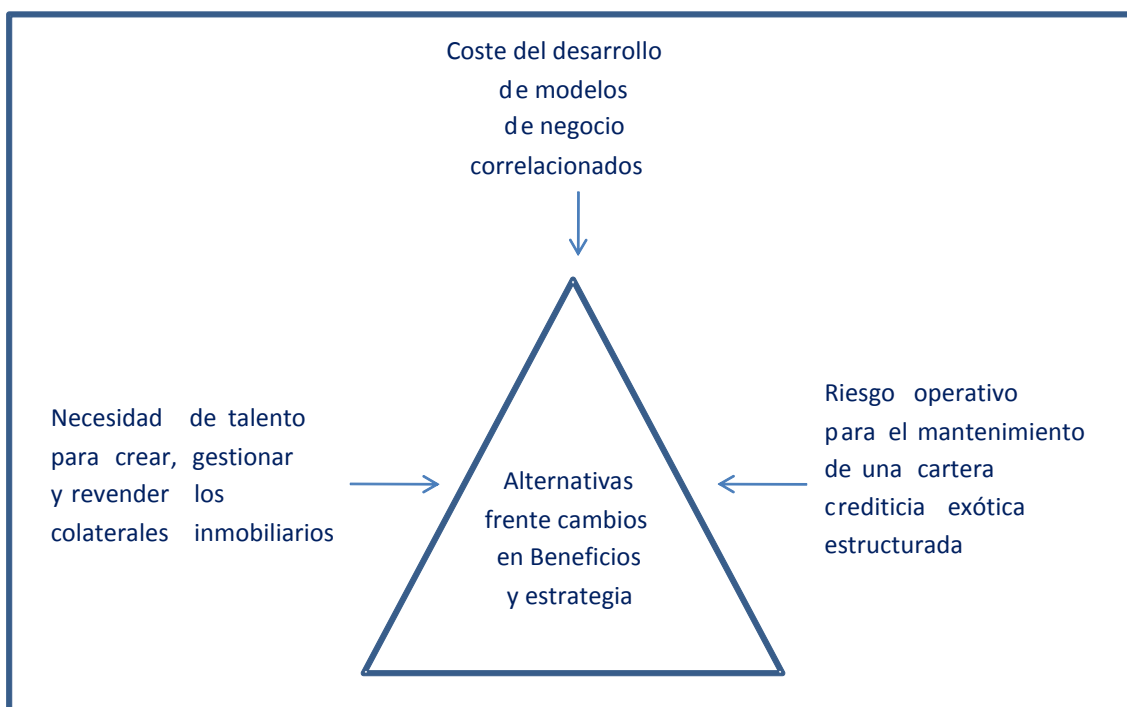 Coste del desarrollo
de modelos
de negocio
correlacionados
Necesidad de talento
para crear, gestionar
y revender los
colaterales inmobiliarios
Alternativas
frente cambios
en Beneficios
y estrategia
Riesgo operativo
para el mantenimiento
de una cartera
crediticia exótica
estructurada